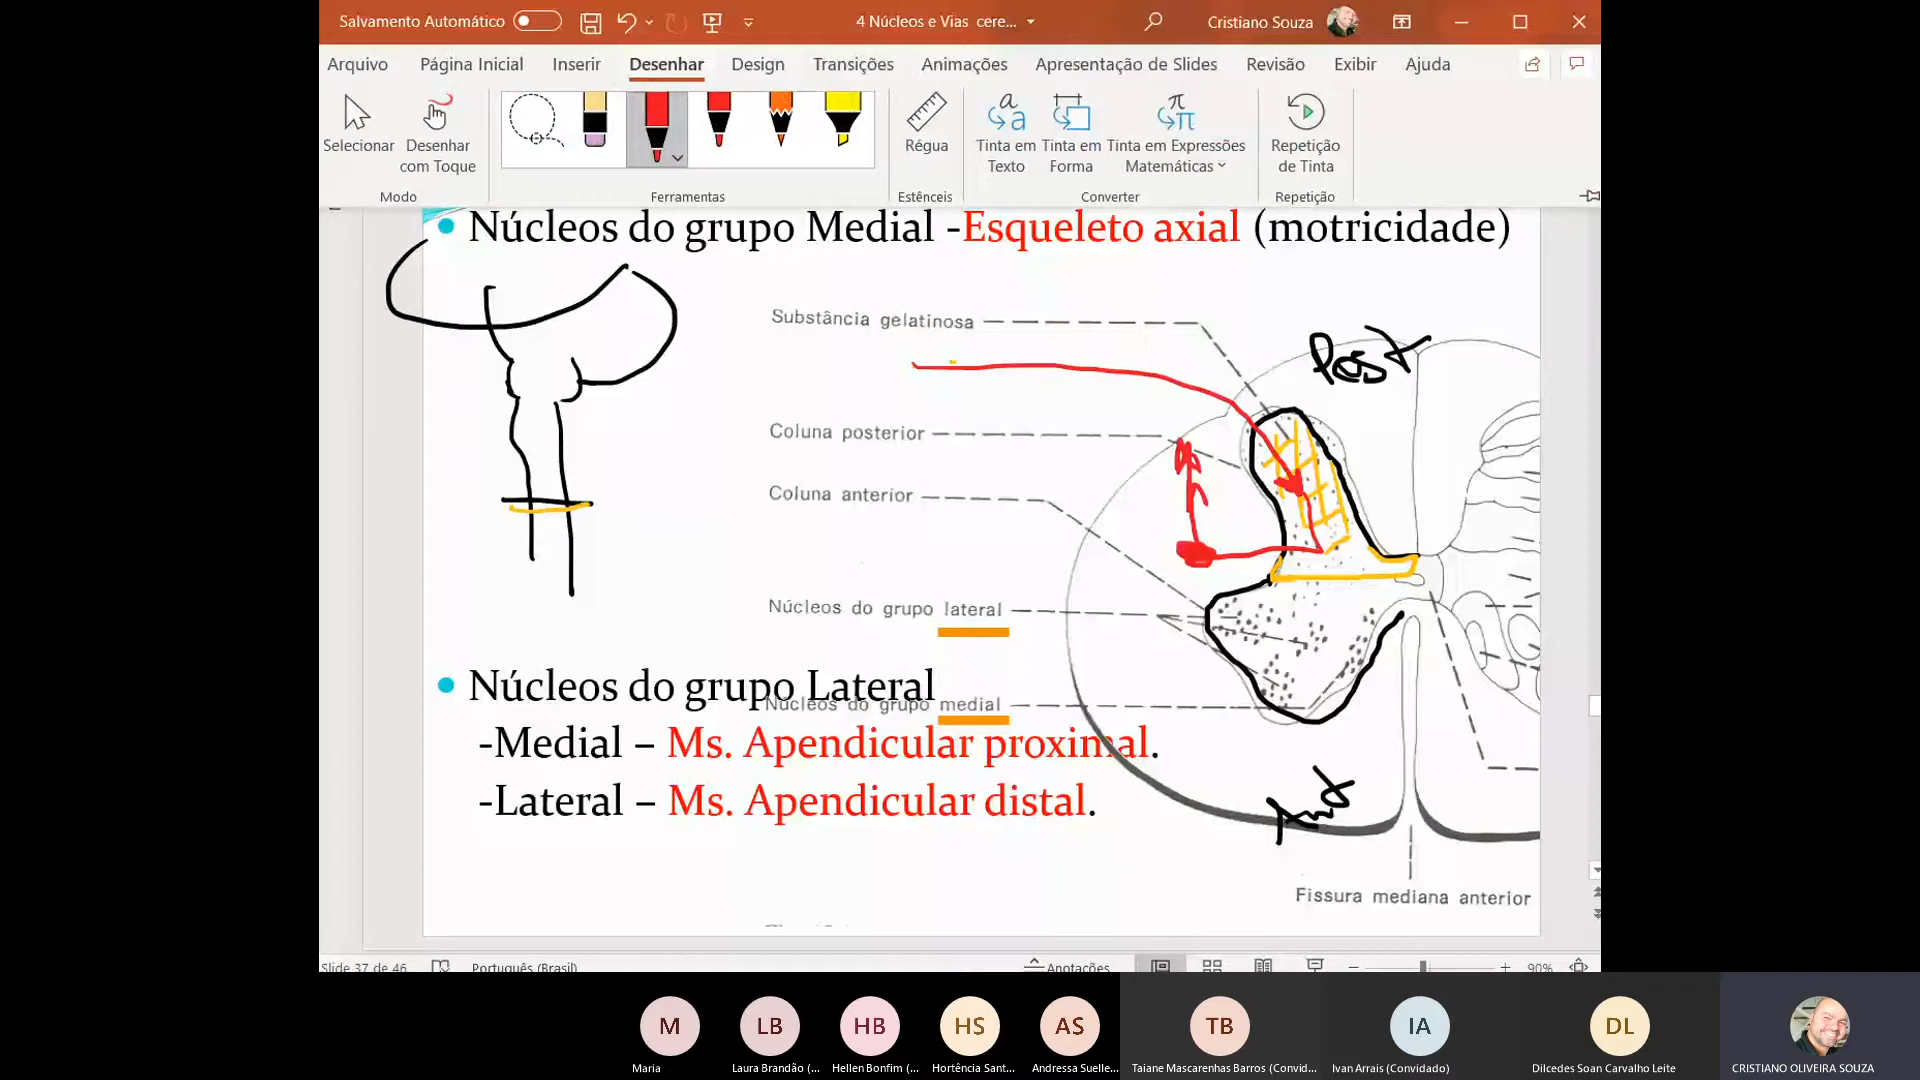 Salvamento Automático
4 Núcleos e Vias cere...
Cristiano Souza
Arquivo Página Inicial Inserir Desenhar Design Transições Animações Apresentação de Slides Revisão Exibir Ajuda
Selecionar
Desenhar com Toque
Régua
Tinta em Texto
Tinta em Forma
Tinta em Expressões Matemáticas
Repetição de Tinta
Modo Ferramentas Estênceis Converter Repetição
Núcleos do grupo Medial -Esqueleto axial (motricidade)
Substância gelatinosa
Post
Coluna posterior
Coluna anterior
Núcleos do grupo lateral
Núcleos do grupo Lateral
Núcleos do grupo medial
-Medial – Ms. Apendicular proximal.
-Lateral – Ms. Apendicular distal.
Ant
Fissura mediana anterior
Slide 37 de 46 Português (Brasil) Anotações 90%
M LB HB HS AS TB IA DL
Maria
Laura Brandão (...
Hellen Bonfim (...
Hortência Sant...
Andressa Suelle...
Taiane Mascarenhas Barros (Convid...
Ivan Arrais (Convidado)
Dilcedes Soan Carvalho Leite
CRISTIANO OLIVEIRA SOUZA